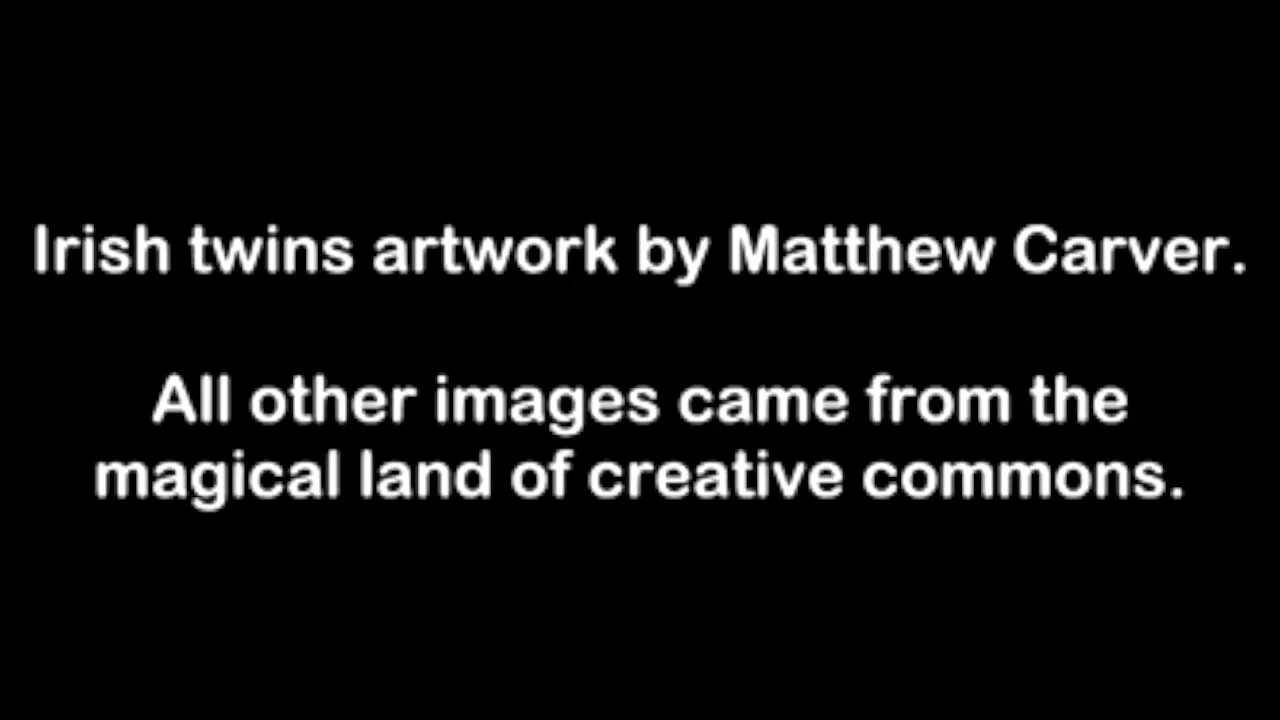 Irish twins artwork by Matthew Carver.
All other images came from the
magical land of creative commons.